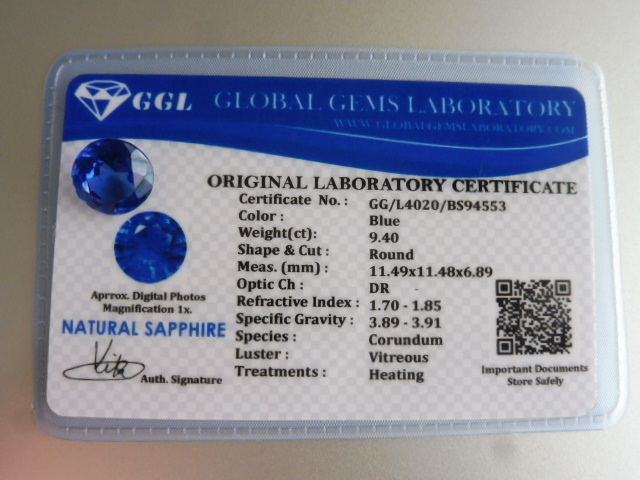 GGL GLOBAL GEMS LABORATORY
WWW.GLOBALGEMSLABORATORY.COM
ORIGINAL LABORATORY CERTIFICATE
Certificate No. : GG/L4020/BS94553
Color : Blue
Weight(ct): 9.40
Shape & Cut : Round
Meas. (mm) : 11.49x11.48x6.89
Optic Ch : DR
Refractive Index : 1.70 - 1.85
Specific Gravity : 3.89 - 3.91
Species : Corundum
Luster : Vitreous
Treatments : Heating
Aprrox. Digital Photos
Magnification 1x.
NATURAL SAPPHIRE
Auth. Signature
Important Documents
Store Safely